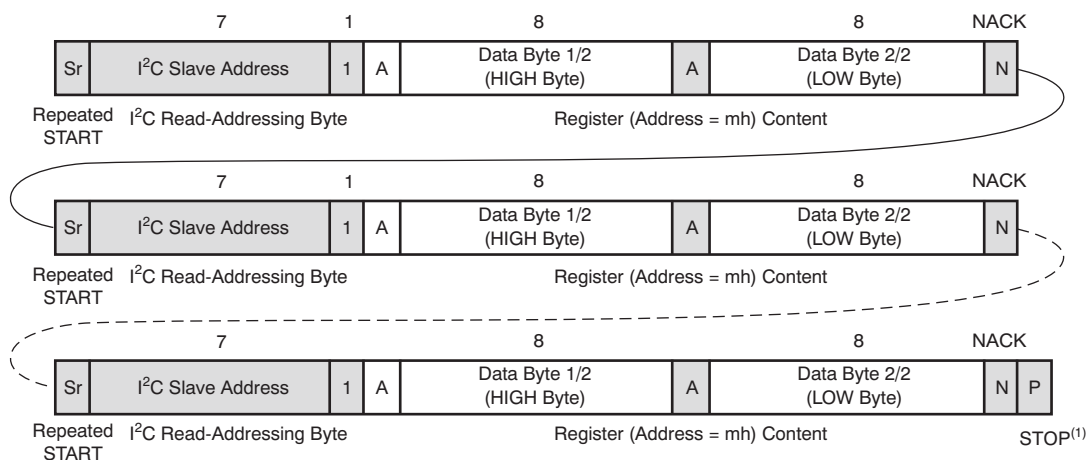 7 1 8 8 NACK
Sr I²C Slave Address 1 A Data Byte 1/2 (HIGH Byte) A Data Byte 2/2 (LOW Byte) N
Repeated START I²C Read-Addressing Byte Register (Address = mh) Content
7 1 8 8 NACK
Sr I²C Slave Address 1 A Data Byte 1/2 (HIGH Byte) A Data Byte 2/2 (LOW Byte) N
Repeated START I²C Read-Addressing Byte Register (Address = mh) Content
7 8 8 NACK
Sr I²C Slave Address 1 A Data Byte 1/2 (HIGH Byte) A Data Byte 2/2 (LOW Byte) N P
Repeated START I²C Read-Addressing Byte Register (Address = mh) Content STOP⁽¹⁾